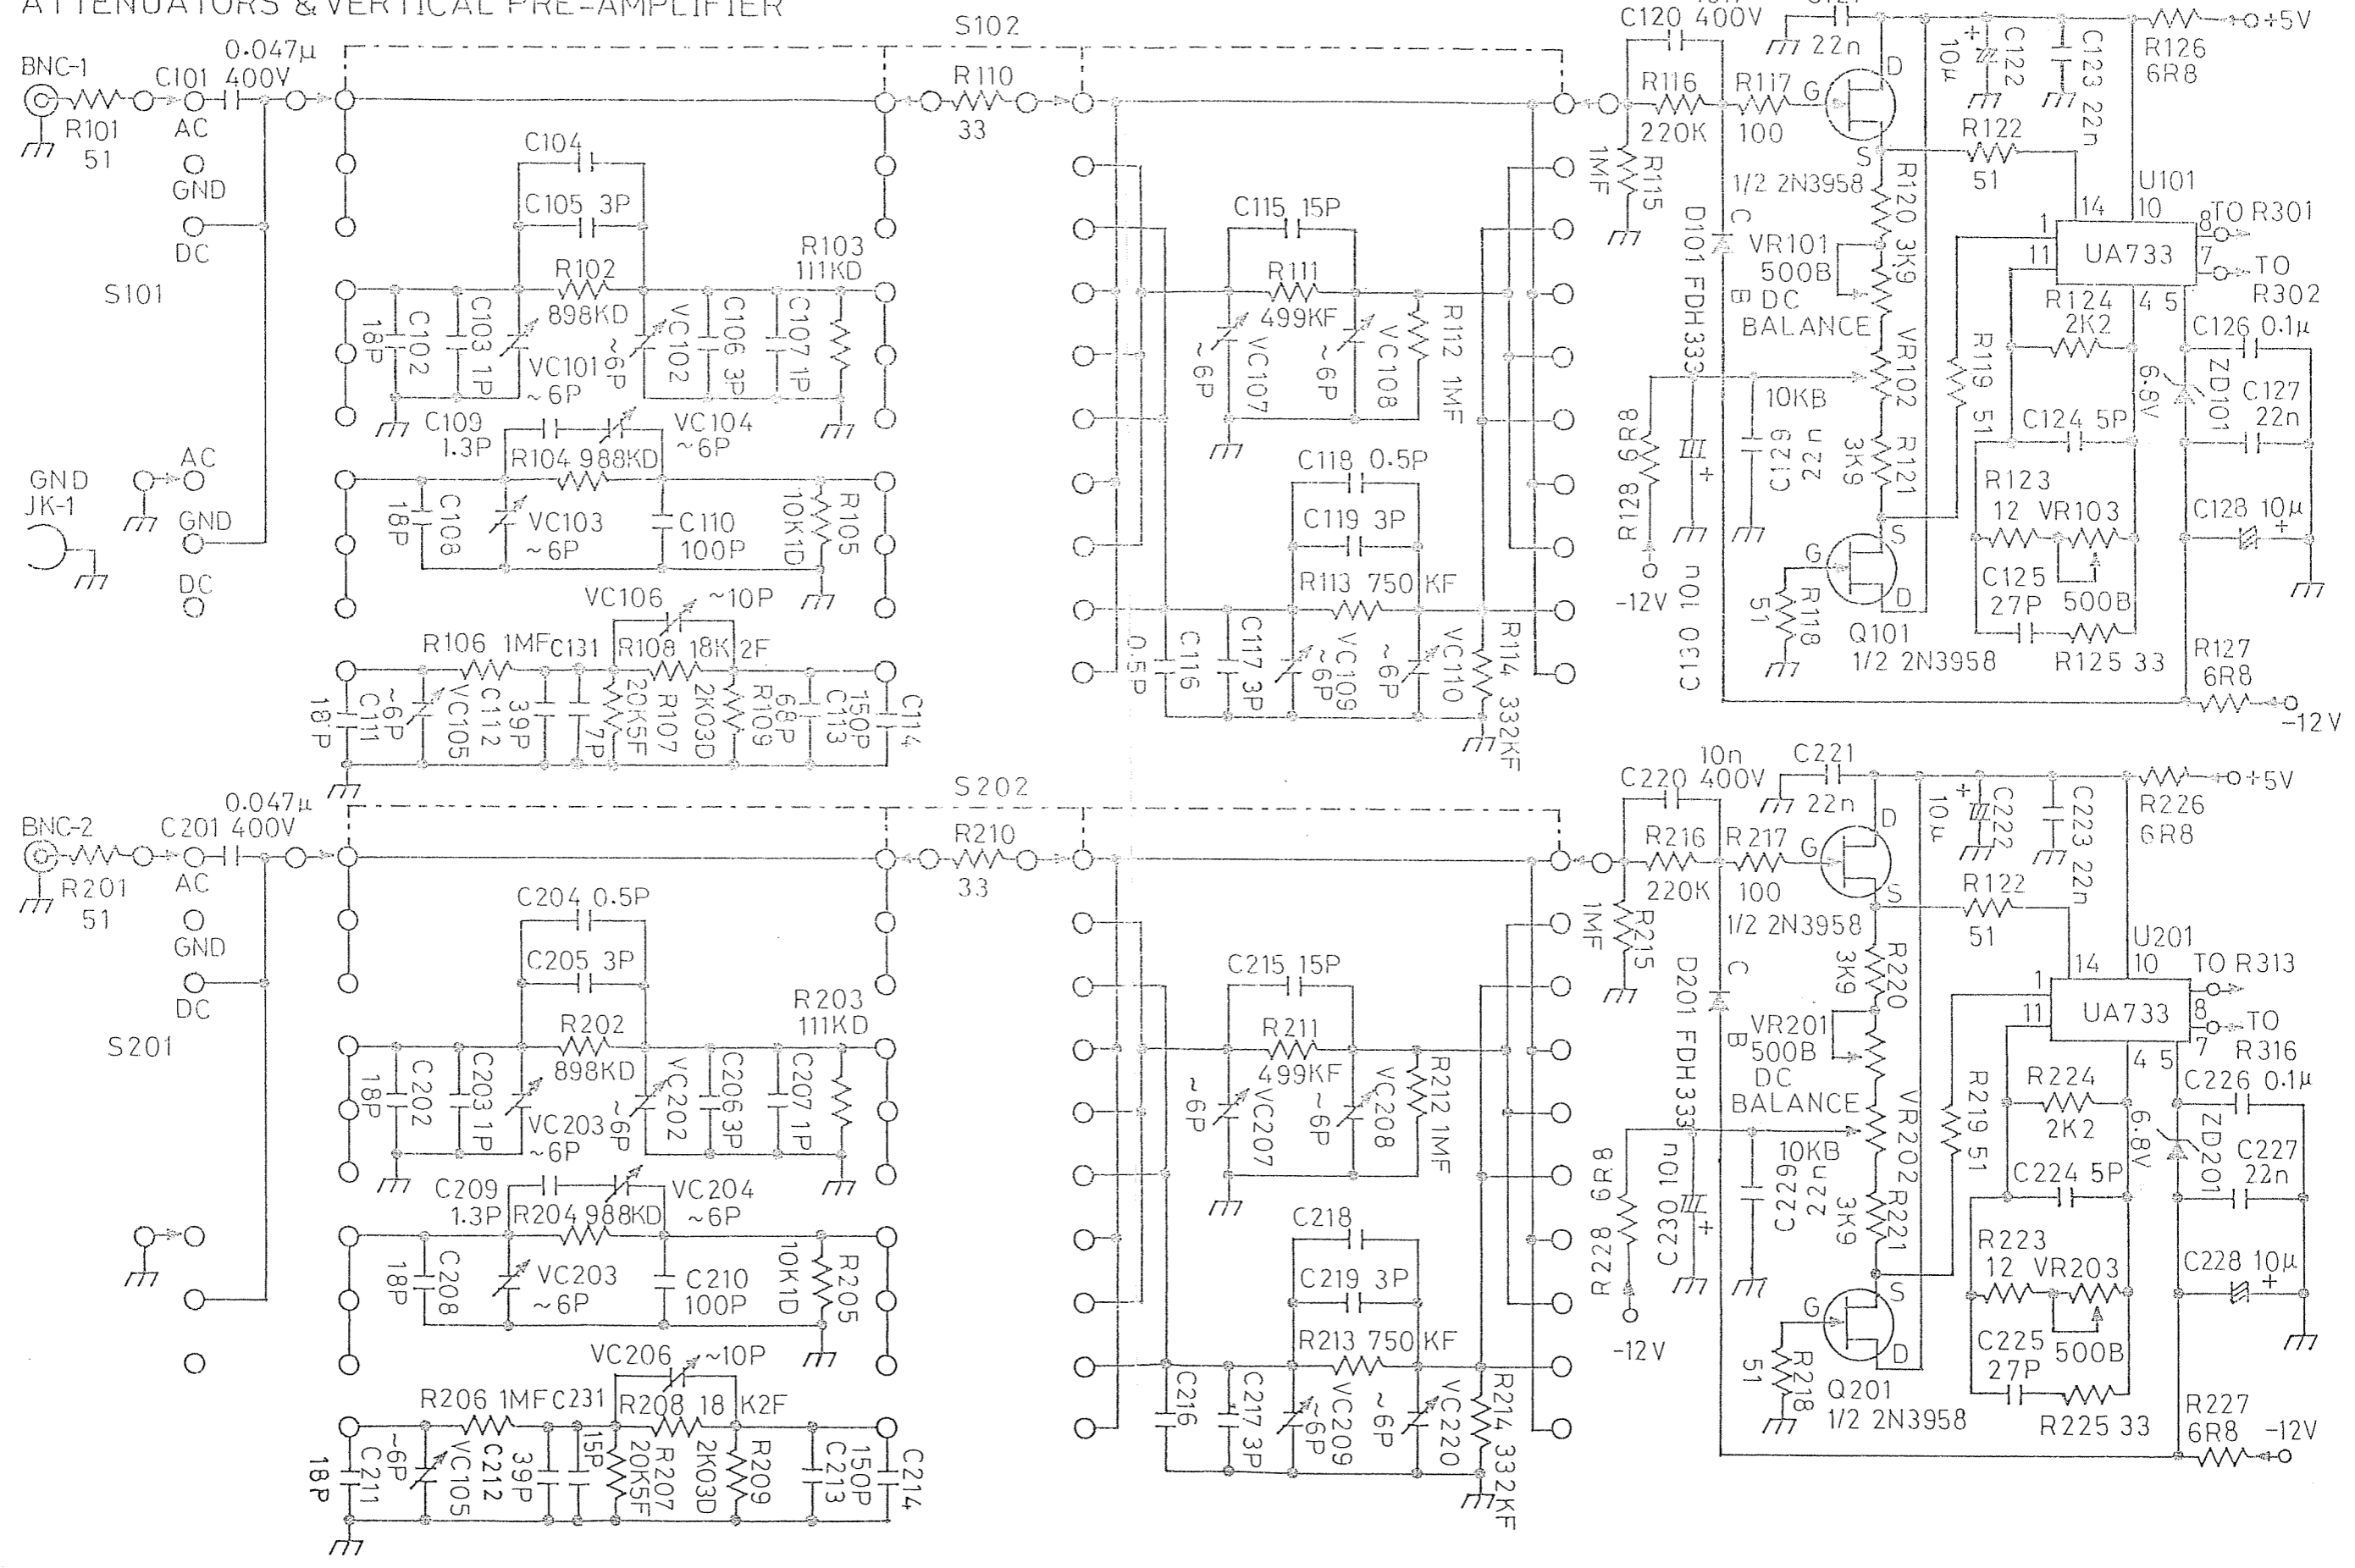 ATTENUATORS & VERTICAL PRE-AMPLIFIER
BNC-1
R101
51
C101
0.047µ
400V
AC
GND
DC
S101
GND
JK-1
AC
GND
DC
S102
C104
C105 3P
R102
898KD
R103
111KD
18P
C102
C103 1P
VC101
~6P
~6P
VC102
C106 3P
C107 1P
C109
1.3P
VC104
~6P
R104 988KD
18P
C108
VC103
~6P
C110
100P
10K1D
R105
VC106
~10P
R106 1MF
C131
R108 18K2F
18P
C111
~6P
VC105
C112
39P
7P
20K5F
R107
2K03D
R109
68P
C113
150P
C114
R110
33
C115 15P
R111
499KF
~6P
VC107
~6P
VC108
R112 1MF
C118 0.5P
C119 3P
R113 750 KF
0.5P
C116
C117 3P
~6P
VC109
~6P
VC110
R114 332KF
C120 400V
R116
220K
R117
100
1MF
R115
22n
G
D
S
1/2 2N3958
10µ
C122
C123 22n
+5V
R126
6R8
R122
51
U101
14
10
1
11
UA733
8
TO R301
7
TO
R302
4 5
D101 FDH333
C
B
R120 3K9
VR101
500B
DC
BALANCE
VR102
10KB
R119
51
R124
2K2
C126 0.1µ
6.8V
ZD101
C127
22n
C124 5P
R128 6R8
-12V
C130 10n
C129
22n
3K9
R121
R123
12
VR103
500B
C128 10µ
C125
27P
R125 33
G
S
D
51
R118
Q101
1/2 2N3958
R127
6R8
-12V
BNC-2
R201
51
C201
0.047µ
400V
AC
GND
DC
S201
S202
C204 0.5P
C205 3P
R202
898KD
R203
111KD
18P
C202
C203 1P
VC203
~6P
~6P
VC202
C206 3P
C207 1P
C209
1.3P
VC204
~6P
R204 988KD
18P
C208
VC203
~6P
C210
100P
10K1D
R205
VC206
~10P
R206 1MF
C231
R208 18 K2F
18P
C211
~6P
VC105
C212
39P
15P
20K5F
R207
2K03D
R209
C213
150P
C214
R210
33
C215 15P
R211
499KF
~6P
VC207
~6P
VC208
R212 1MF
C218
C219 3P
R213 750 KF
C216
C217 3P
~6P
VC209
~6P
VC220
R214 332KF
10n
C220 400V
R216
220K
R217
100
1MF
R215
C221
22n
G
D
S
1/2 2N3958
10µ
C222
C223 22n
+5V
R226
6R8
R122
51
U201
14
10
1
11
UA733
8
TO R313
7
TO
R316
4 5
D201 FDH333
C
B
3K9
R220
VR201
500B
DC
BALANCE
VR202
10KB
R219 51
R224
2K2
C226 0.1µ
6.8V
ZD201
C227
22n
C224 5P
R228 6R8
-12V
C230 10n
C229
22n
3K9
R221
R223
12
VR203
500B
C228 10µ
C225
27P
R225 33
G
S
D
51
R218
Q201
1/2 2N3958
R227
6R8
-12V